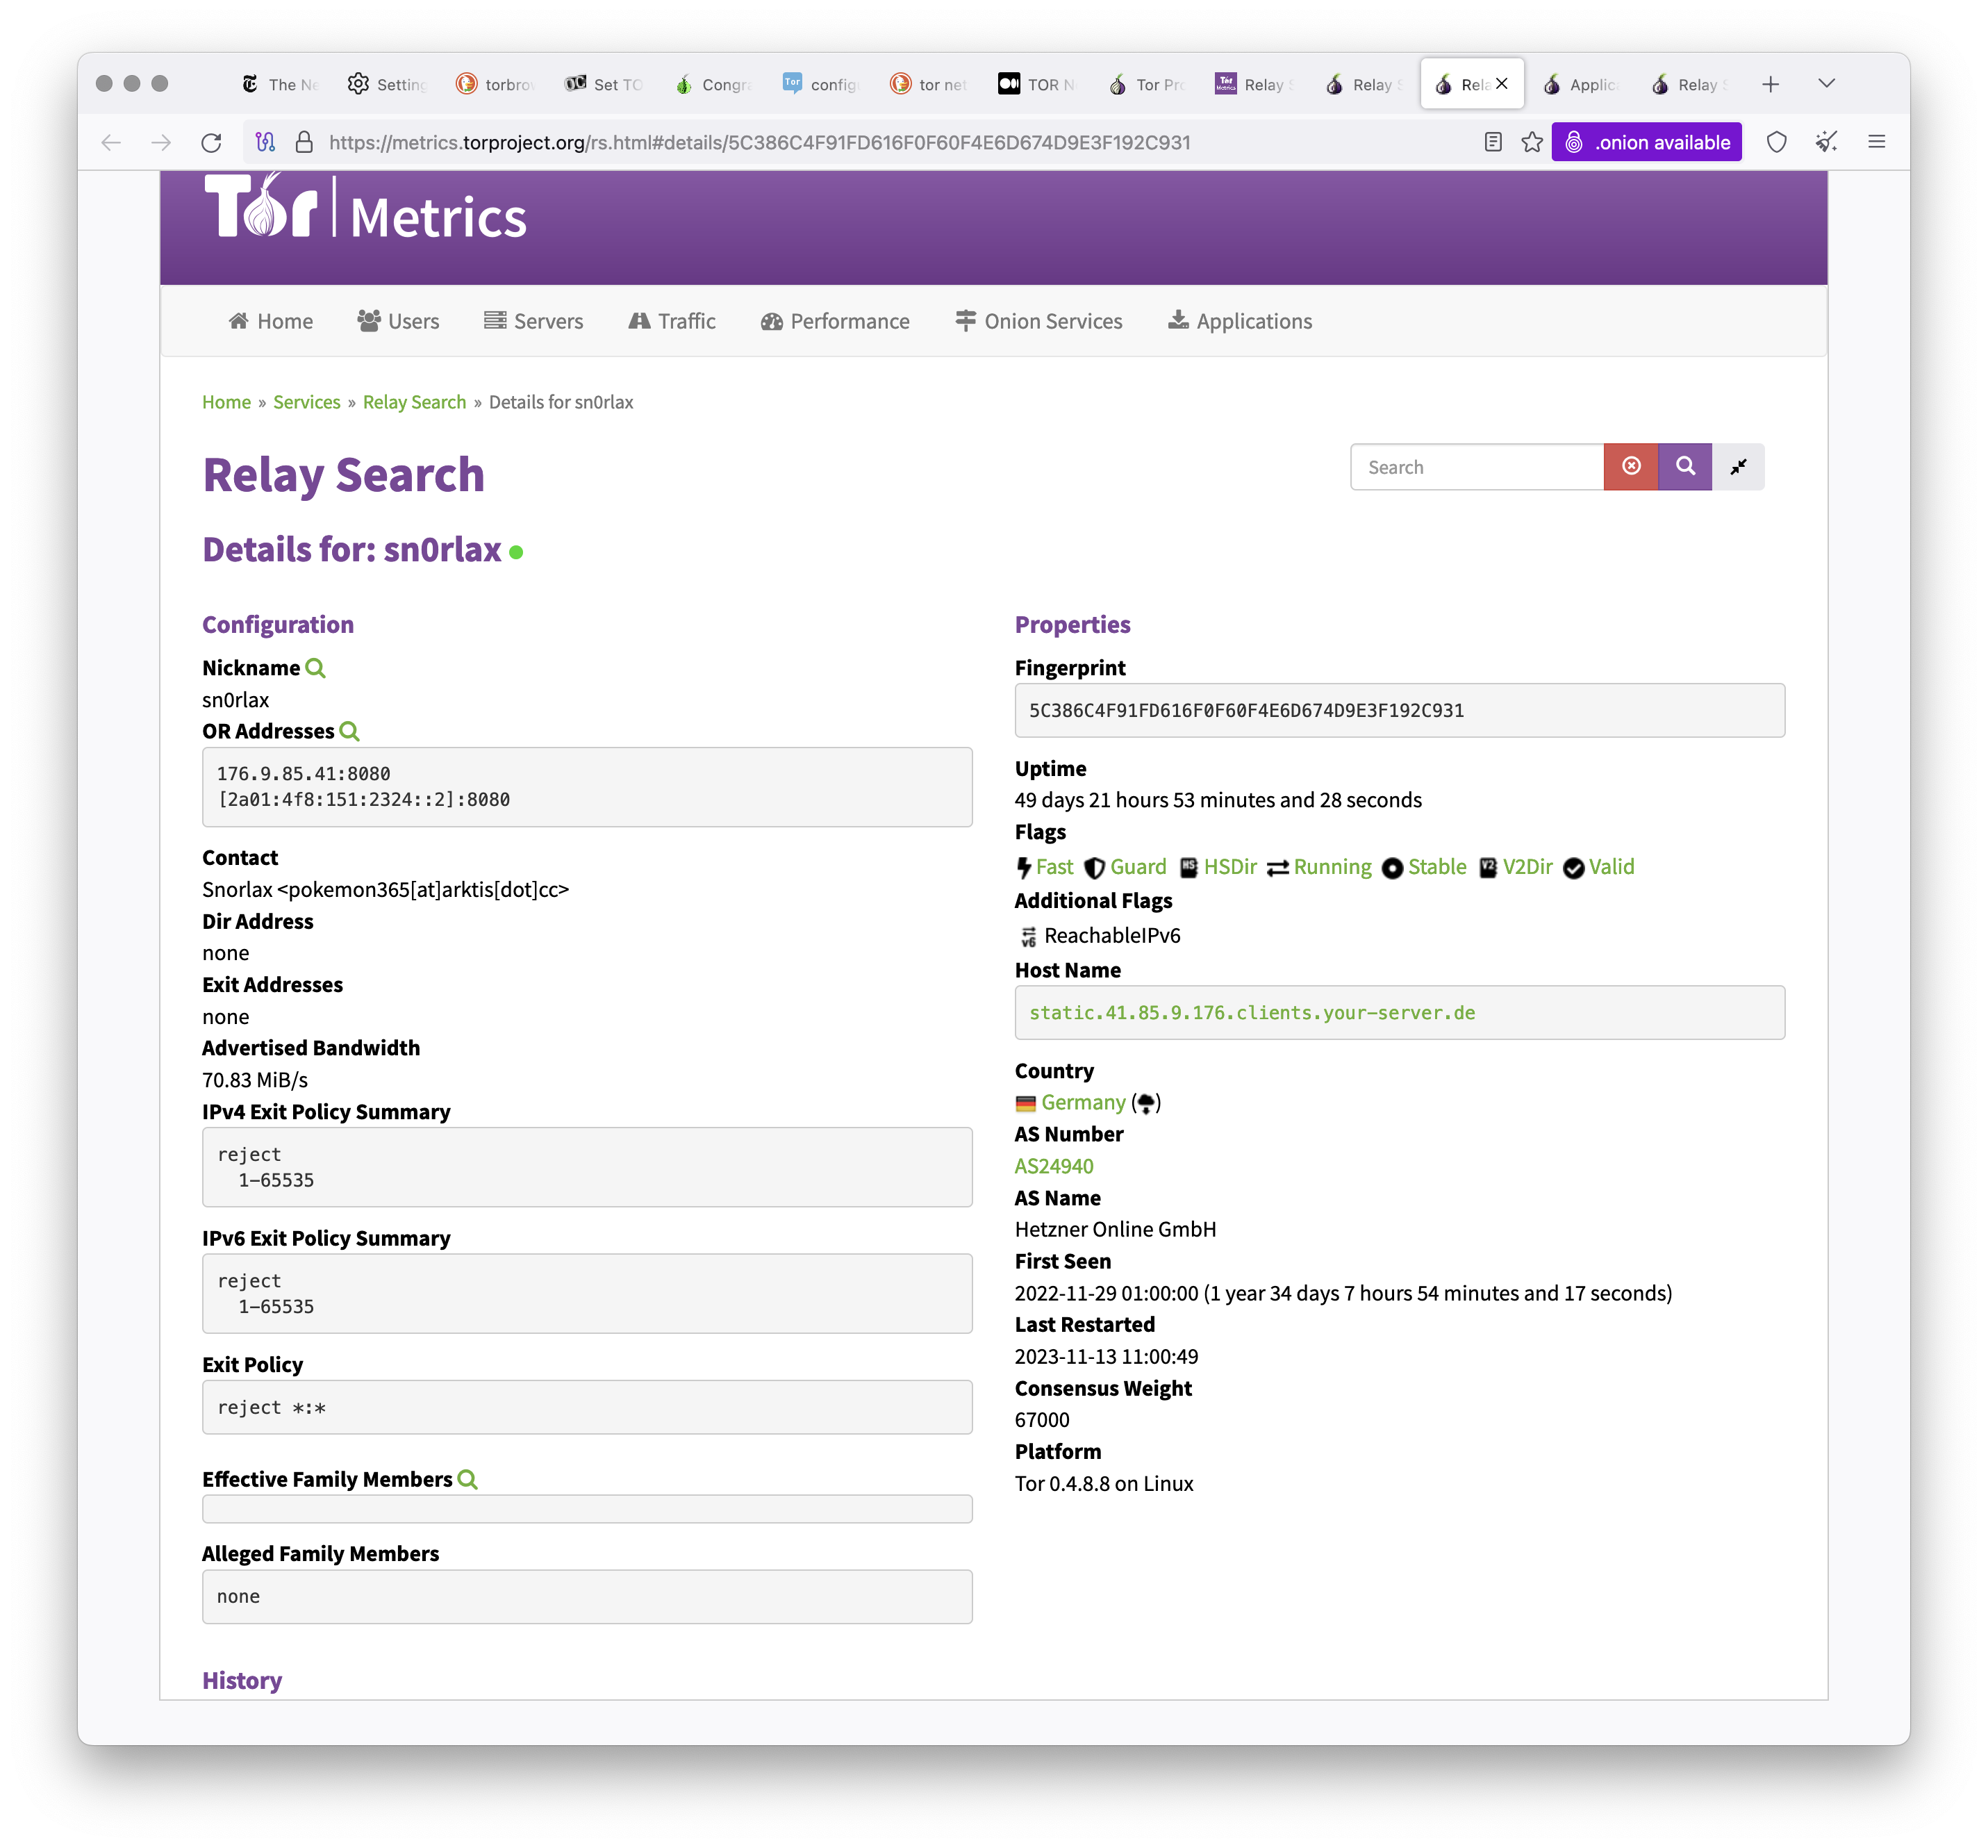 The Ne
Setting
torbro
Set TO
Congra
Tor
config
tor net
TOR N
Tor Pro
Tor Metrics
Relay S
Relay S
Rela
Applic
Relay S
https://metrics.torproject.org/rs.html#details/5C386C4F91FD616F0F60F4E6D674D9E3F192C931
.onion available
Tor | Metrics
Home
Users
Servers
Traffic
Performance
Onion Services
Applications
Home » Services » Relay Search » Details for sn0rlax
Relay Search
Search
Details for: sn0rlax
Configuration
Nickname
sn0rlax
OR Addresses
176.9.85.41:8080
[2a01:4f8:151:2324::2]:8080
Contact
Snorlax <pokemon365[at]arktis[dot]cc>
Dir Address
none
Exit Addresses
none
Advertised Bandwidth
70.83 MiB/s
IPv4 Exit Policy Summary
reject
1-65535
IPv6 Exit Policy Summary
reject
1-65535
Exit Policy
reject *:*
Effective Family Members
Alleged Family Members
none
History
Properties
Fingerprint
5C386C4F91FD616F0F60F4E6D674D9E3F192C931
Uptime
49 days 21 hours 53 minutes and 28 seconds
Flags
Fast Guard HS HSDir Running Stable V2 V2Dir Valid
Additional Flags
v6 ReachableIPv6
Host Name
static.41.85.9.176.clients.your-server.de
Country
Germany ( )
AS Number
AS24940
AS Name
Hetzner Online GmbH
First Seen
2022-11-29 01:00:00 (1 year 34 days 7 hours 54 minutes and 17 seconds)
Last Restarted
2023-11-13 11:00:49
Consensus Weight
67000
Platform
Tor 0.4.8.8 on Linux